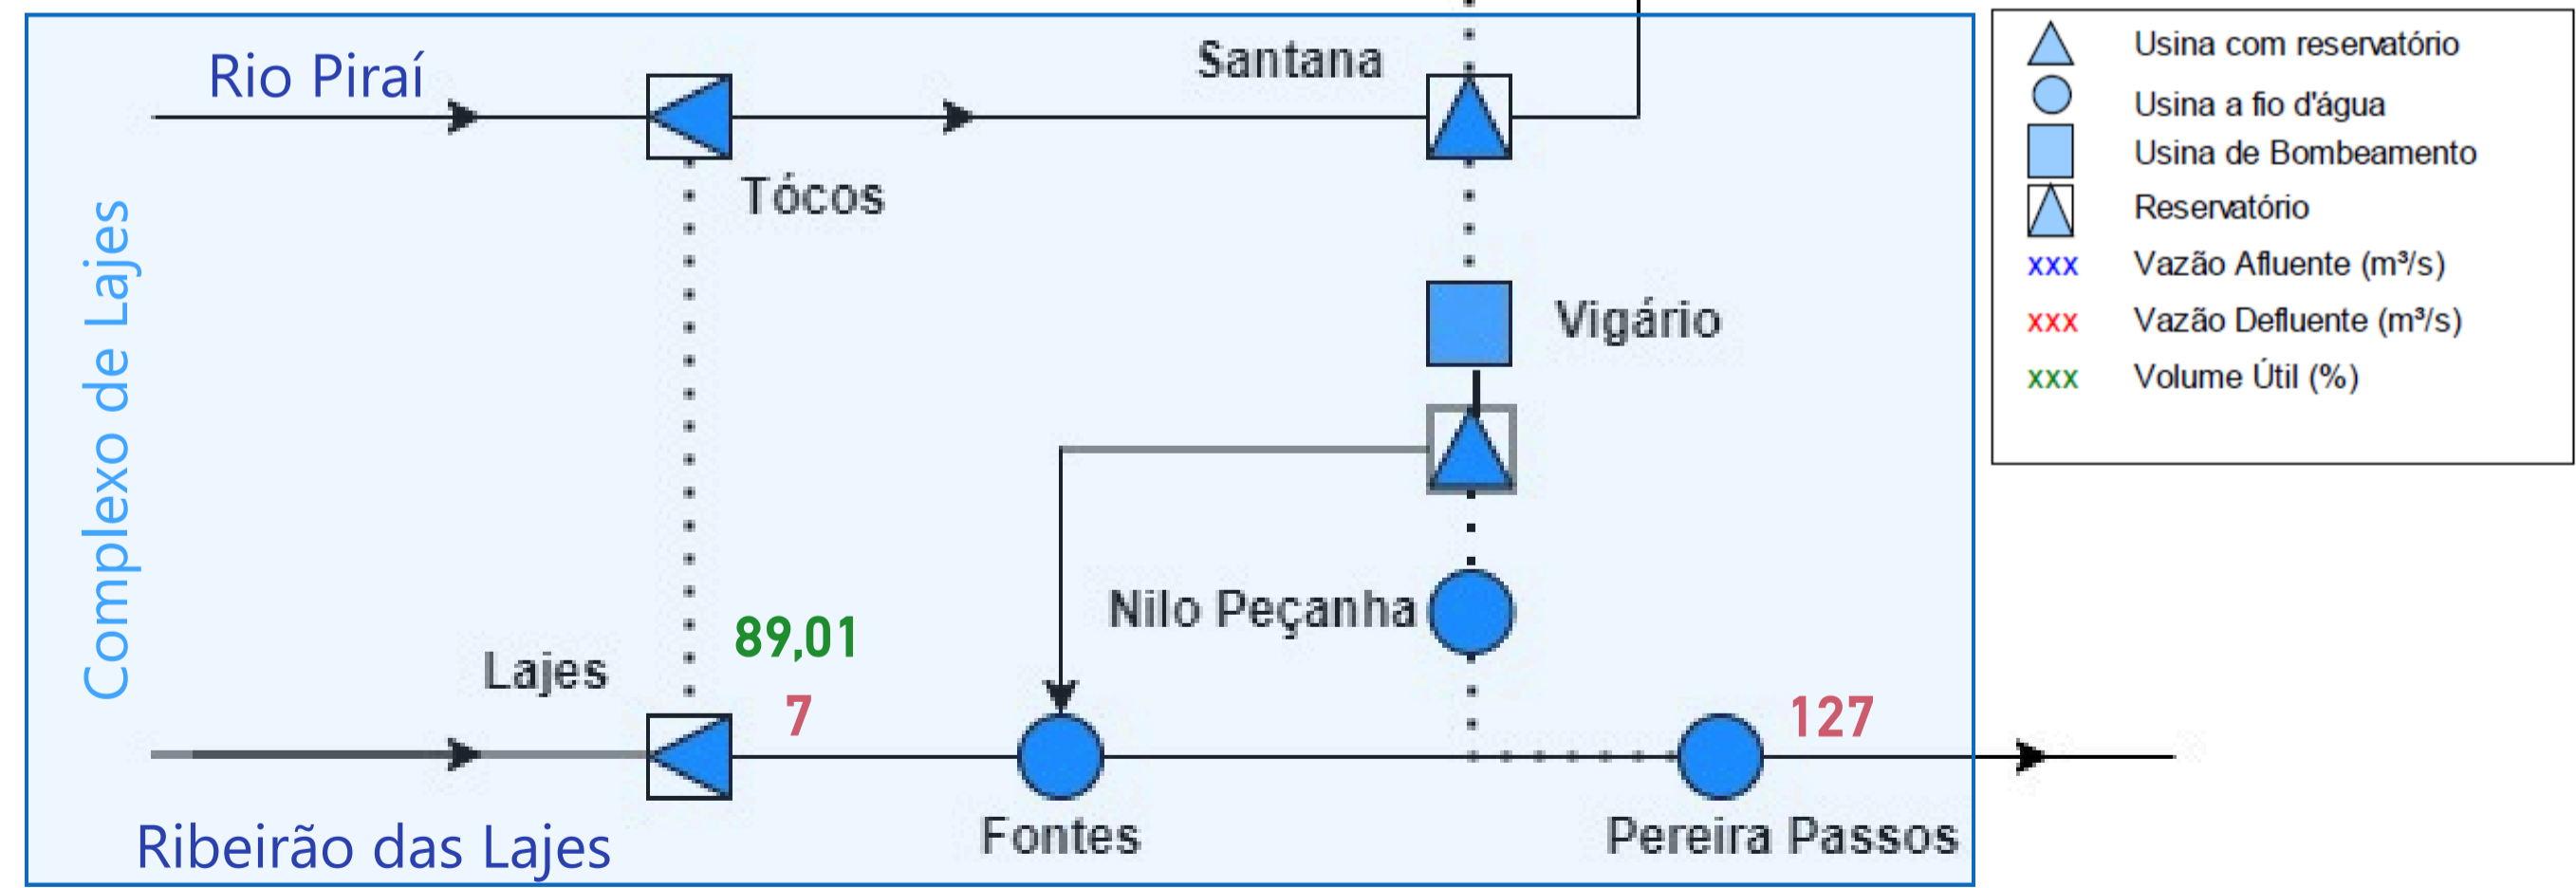 Rio Piraí
Santana
Tócos
Complexo de Lajes
Vigário
Nilo Peçanha
89,01
Lajes
7
127
Fontes
Pereira Passos
Ribeirão das Lajes
Usina com reservatório
Usina a fio d'água
Usina de Bombeamento
Reservatório
xxx Vazão Afluente (m³/s)
xxx Vazão Defluente (m³/s)
xxx Volume Útil (%)